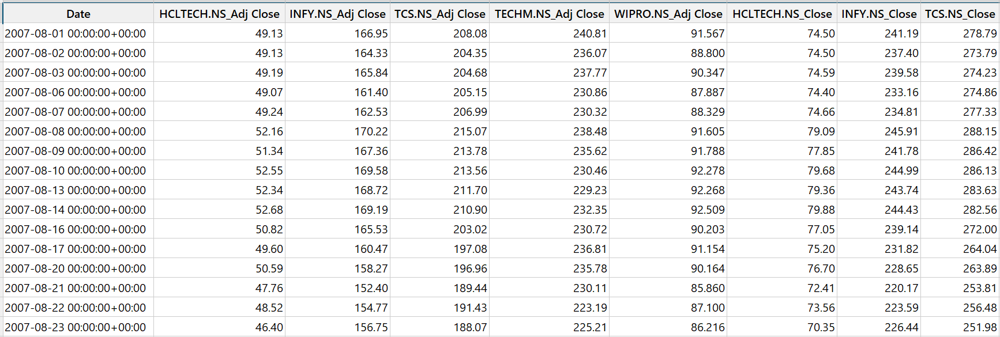 Date HCLTECH.NS_Adj Close INFY.NS_Adj Close TCS.NS_Adj Close TECHM.NS_Adj Close WIPRO.NS_Adj Close HCLTECH.NS_Close INFY.NS_Close TCS.NS_Close
2007-08-01 00:00:00+00:00 49.13 166.95 208.08 240.81 91.567 74.50 241.19 278.79
2007-08-02 00:00:00+00:00 49.13 164.33 204.35 236.07 88.800 74.50 237.40 273.79
2007-08-03 00:00:00+00:00 49.19 165.84 204.68 237.77 90.347 74.59 239.58 274.23
2007-08-06 00:00:00+00:00 49.07 161.40 205.15 230.86 87.887 74.40 233.16 274.86
2007-08-07 00:00:00+00:00 49.24 162.53 206.99 230.32 88.329 74.66 234.81 277.33
2007-08-08 00:00:00+00:00 52.16 170.22 215.07 238.48 91.605 79.09 245.91 288.15
2007-08-09 00:00:00+00:00 51.34 167.36 213.78 235.62 91.788 77.85 241.78 286.42
2007-08-10 00:00:00+00:00 52.55 169.58 213.56 230.46 92.278 79.68 244.99 286.13
2007-08-13 00:00:00+00:00 52.34 168.72 211.70 229.23 92.268 79.36 243.74 283.63
2007-08-14 00:00:00+00:00 52.68 169.19 210.90 232.35 92.509 79.88 244.43 282.56
2007-08-16 00:00:00+00:00 50.82 165.53 203.02 230.72 90.203 77.05 239.14 272.00
2007-08-17 00:00:00+00:00 49.60 160.47 197.08 236.81 91.154 75.20 231.82 264.04
2007-08-20 00:00:00+00:00 50.59 158.27 196.96 235.78 90.164 76.70 228.65 263.89
2007-08-21 00:00:00+00:00 47.76 152.40 189.44 230.11 85.860 72.41 220.17 253.81
2007-08-22 00:00:00+00:00 48.52 154.77 191.43 223.19 87.100 73.56 223.59 256.48
2007-08-23 00:00:00+00:00 46.40 156.75 188.07 225.21 86.216 70.35 226.44 251.98